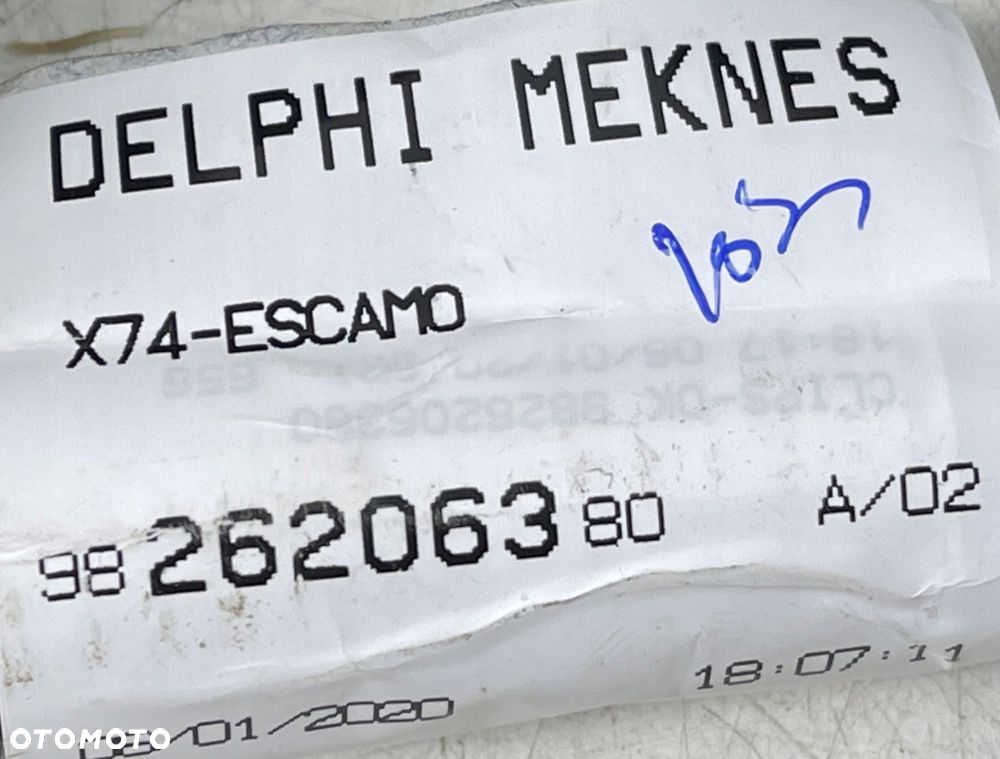 DELPHI MEKNES
X74-ESCAMO
98 262063 80 A/02
/01/2020 18:07:11
OTOMOTO